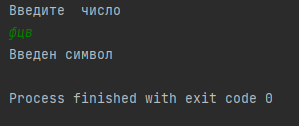 Введите  число
фцв
Введен символ
Process finished with exit code 0